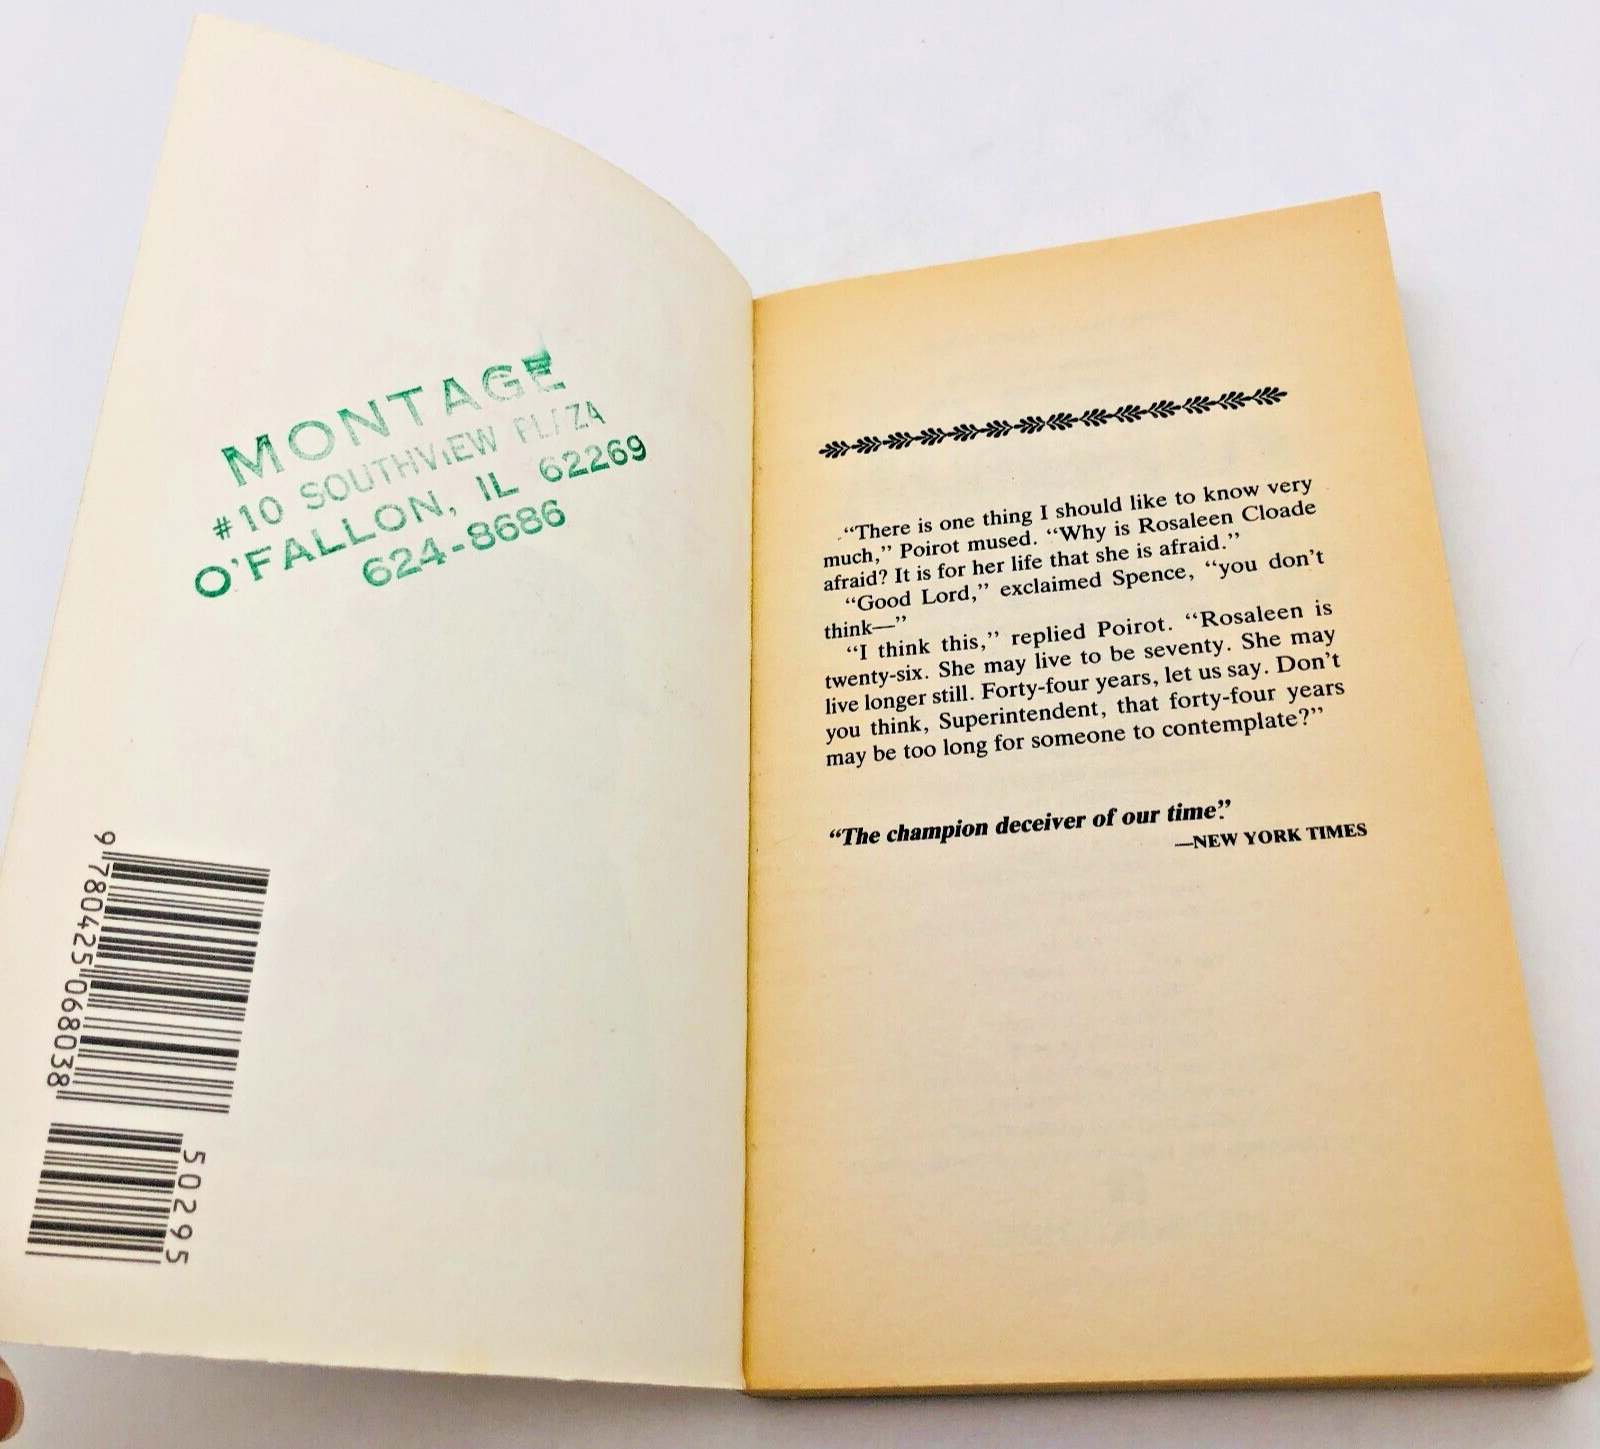 MONTAGE
#10 SOUTHVIEW PLAZA
O'FALLON, IL 62269
624-8686
9 780425 068038
50295
“There is one thing I should like to know very
much,” Poirot mused. “Why is Rosaleen Cloade
afraid? It is for her life that she is afraid.”
“Good Lord,” exclaimed Spence, “you don't
think—”
“I think this,” replied Poirot. “Rosaleen is
twenty-six. She may live to be seventy. She may
live longer still. Forty-four years, let us say. Don't
you think, Superintendent, that forty-four years
may be too long for someone to contemplate?”
“The champion deceiver of our time.”
—NEW YORK TIMES